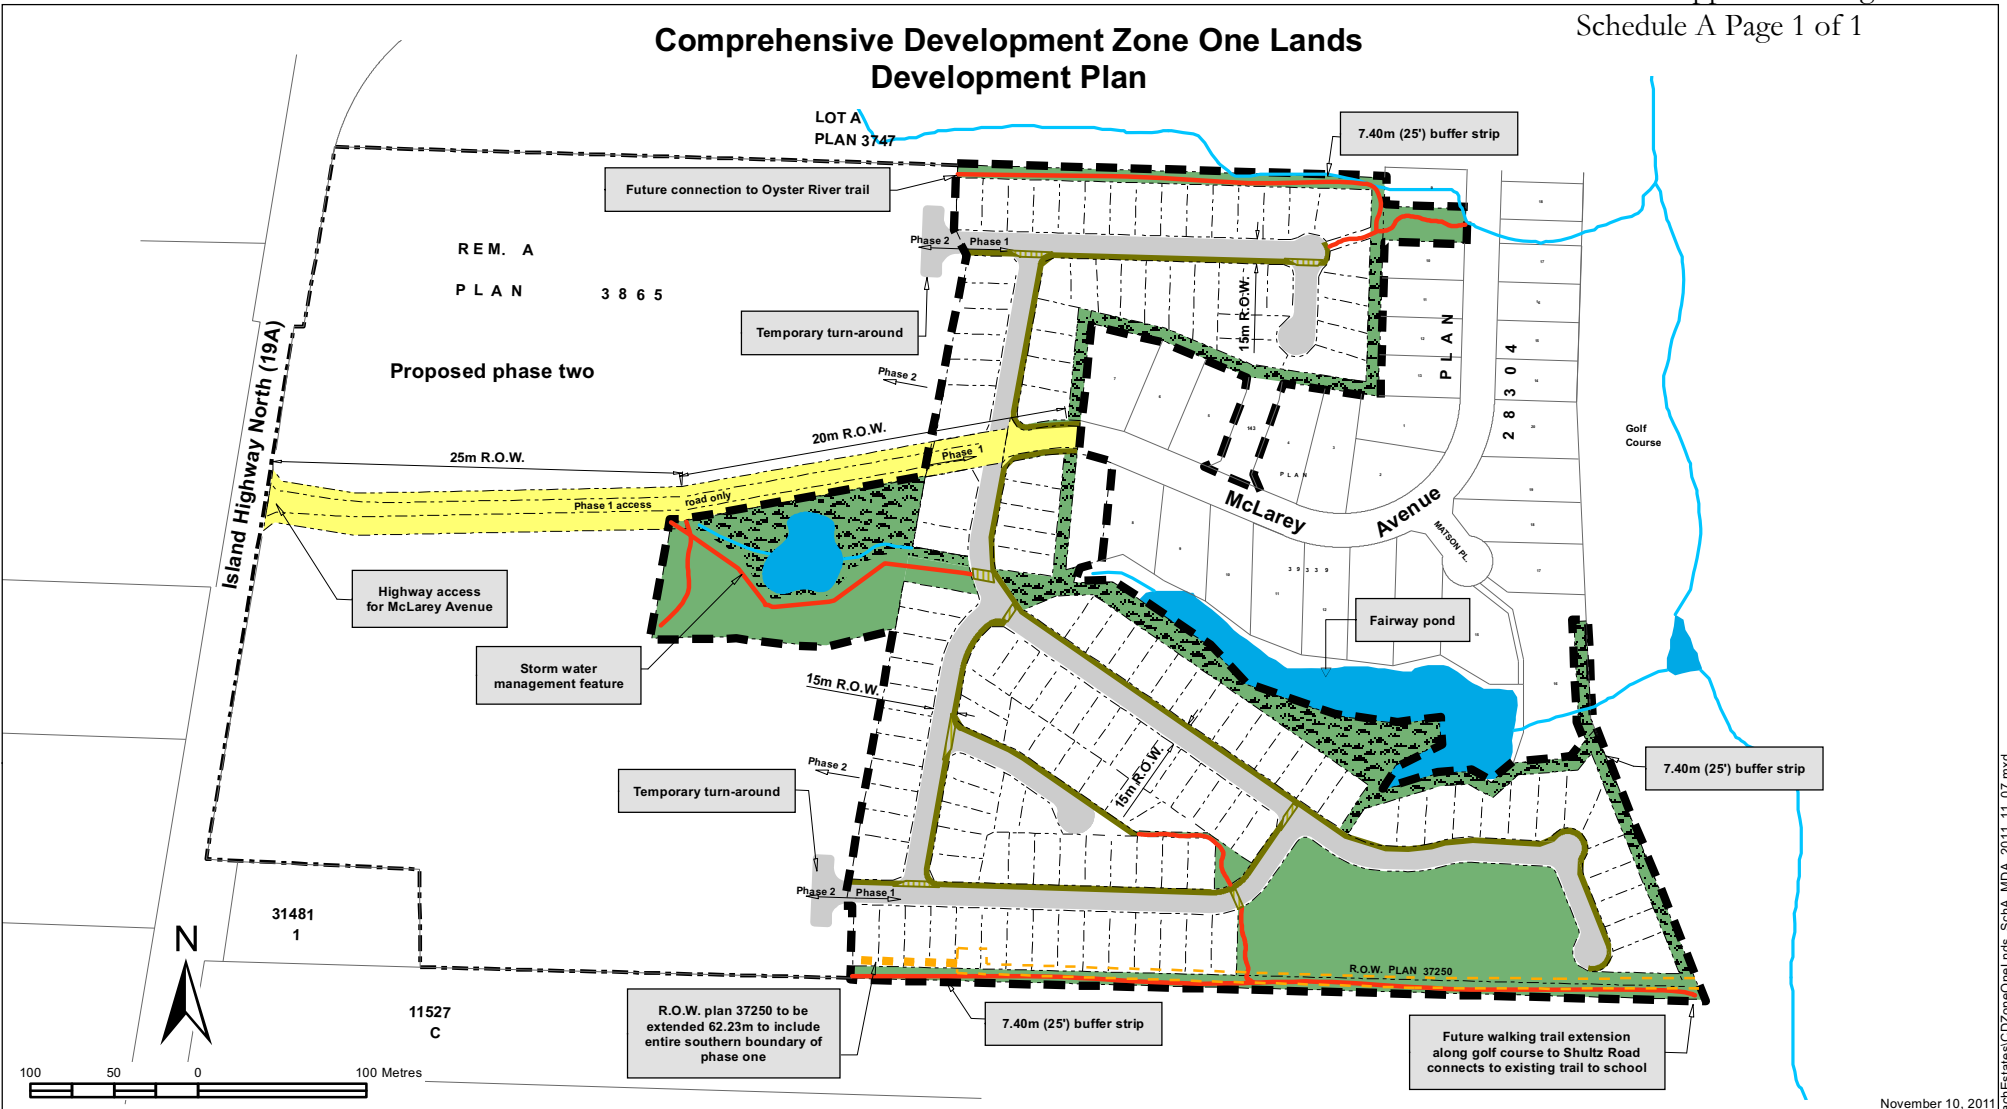 Schedule A Page 1 of 1
Comprehensive Development Zone One Lands
Development Plan
LOT A
PLAN 3747
7.40m (25') buffer strip
Future connection to Oyster River trail
REM. A
PLAN 3865
Phase 2
Phase 1
15m R.O.W.
Temporary turn-around
Proposed phase two
Phase 2
PLAN
28304
Island Highway North (19A)
25m R.O.W.
20m R.O.W.
Phase 1
Phase 1 access
road only
Golf
Course
143
PLAN
McLarey
Avenue
MATSON PL.
39339
Highway access
for McLarey Avenue
Fairway pond
Storm water
management feature
15m R.O.W.
15m R.O.W.
Phase 2
Temporary turn-around
7.40m (25') buffer strip
Phase 2
Phase 1
31481
1
N
11527
C
R.O.W. PLAN 37250
R.O.W. plan 37250 to be
extended 62.23m to include
entire southern boundary of
phase one
7.40m (25') buffer strip
Future walking trail extension
along golf course to Shultz Road
connects to existing trail to school
100
50
0
100 Metres
November 10, 2011